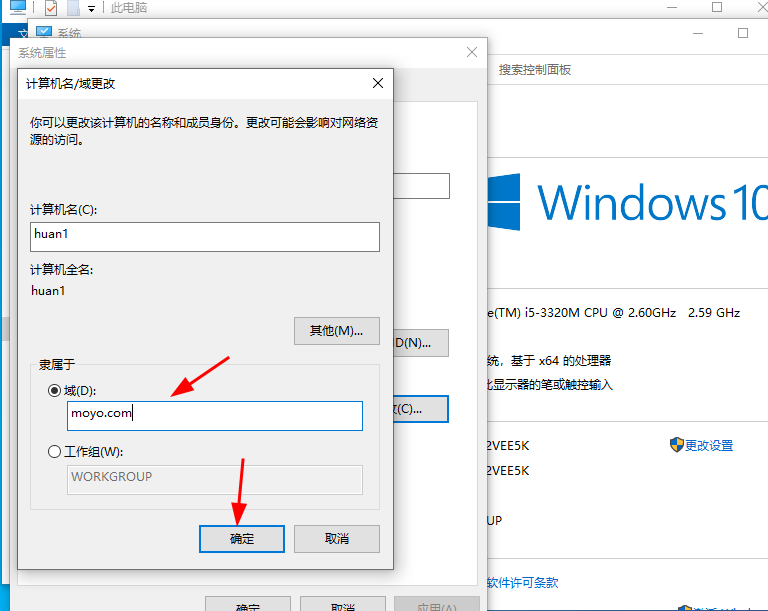 此电脑
系统
系统属性
搜索控制面板
计算机名/域更改
你可以更改该计算机的名称和成员身份。更改可能会影响对网络资
源的访问。
Windows 10
计算机名(C):
huan1
计算机全名:
huan1
e(TM) i5-3320M CPU @ 2.60GHz 2.59 GHz
其他(M)...
D(N)...
统，基于 x64 的处理器
隶属于
此显示器的笔或触控输入
域(D):
moyo.com
(C)...
2VEE5K
更改设置
工作组(W):
2VEE5K
WORKGROUP
UP
确定
取消
软件许可条款
确定
取消
应用(A)